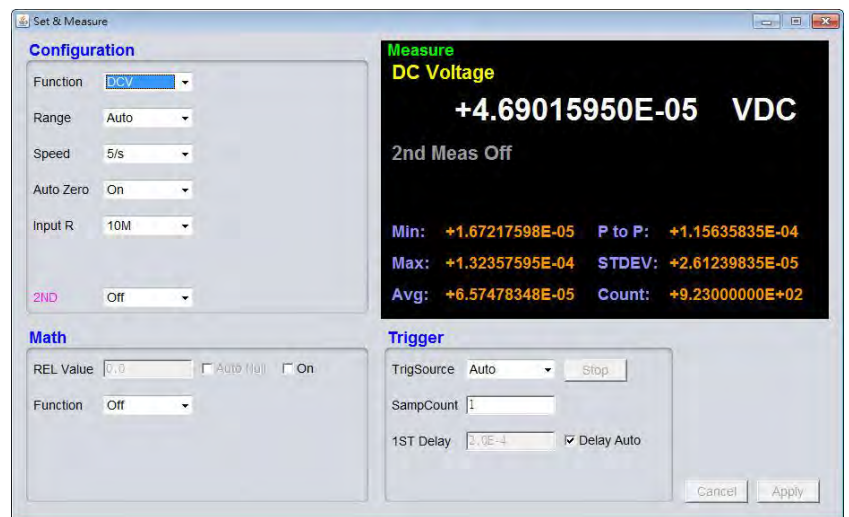 Set & Measure
Configuration
Function DCV
Range Auto
Speed 5/s
Auto Zero On
Input R 10M
2ND Off
Measure
DC Voltage
+4.69015950E-05 VDC
2nd Meas Off
Min: +1.67217598E-05 P to P: +1.15635835E-04
Max: +1.32357595E-04 STDEV: +2.61239835E-05
Avg: +6.57478348E-05 Count: +9.23000000E+02
Math
REL Value 0.0 Auto Null On
Function Off
Trigger
TrigSource Auto Stop
SampCount 1
1ST Delay 2.0E-4 Delay Auto
Cancel Apply